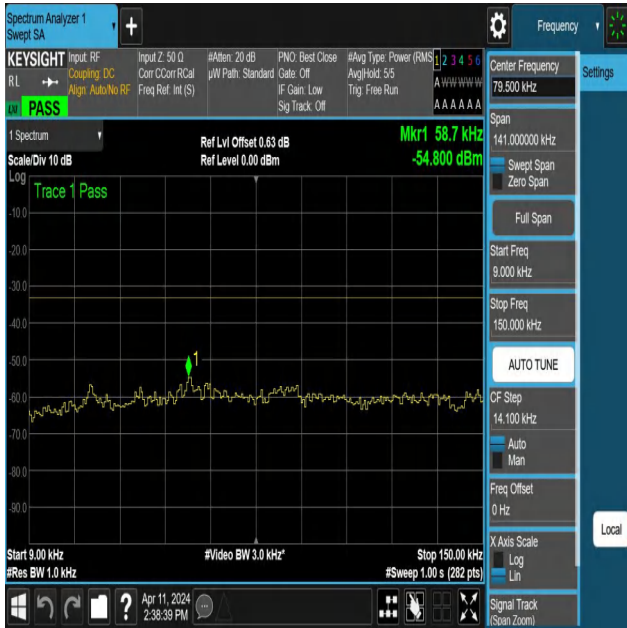 Spectrum Analyzer 1
Swept SA
+
Frequency
KEYSIGHT
RL
PASS
Input: RF
Coupling: DC
Align: Auto/No RF
Input Z: 50 Ω
Corr CCorr RCal
Freq Ref: Int (S)
#Atten: 20 dB
µW Path: Standard
PNO: Best Close
Gate: Off
IF Gain: Low
Sig Track: Off
#Avg Type: Power (RMS
Avg|Hold: 5/5
Trig: Free Run
1 2 3 4 5 6
A W W W W W
A A A A A A
Center Frequency
79.500 kHz
Settings
Span
141.000000 kHz
Swept Span
Zero Span
Full Span
Start Freq
9.000 kHz
Stop Freq
150.000 kHz
AUTO TUNE
CF Step
14.100 kHz
Auto
Man
Freq Offset
0 Hz
X Axis Scale
Log
Lin
Signal Track
(Span Zoom)
Local
1 Spectrum
Scale/Div 10 dB
Ref Lvl Offset 0.63 dB
Ref Level 0.00 dBm
Mkr1 58.7 kHz
-54.800 dBm
Log
Trace 1 Pass
-10.0
-20.0
-30.0
-40.0
-50.0
-60.0
-70.0
-80.0
-90.0
1
Start 9.00 kHz
#Res BW 1.0 kHz
#Video BW 3.0 kHz*
Stop 150.00 kHz
#Sweep 1.00 s (282 pts)
?
Apr 11, 2024
2:38:39 PM